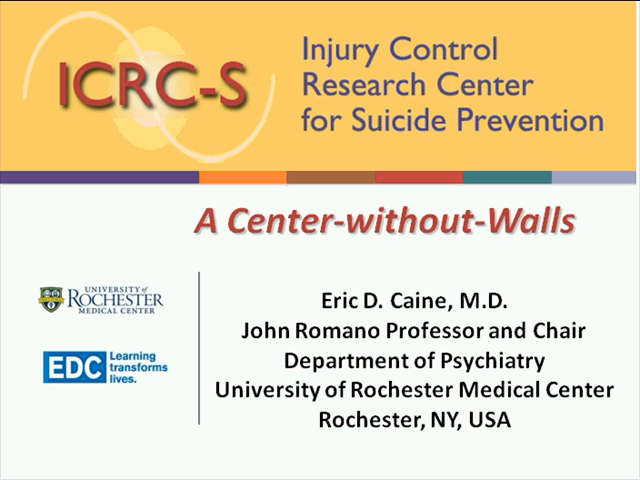 ICRC-S
Injury Control
Research Center
for Suicide Prevention
A Center-without-Walls
UNIVERSITY of
ROCHESTER
MEDICAL CENTER
EDC
Learning
transforms
lives.
Eric D. Caine, M.D.
John Romano Professor and Chair
Department of Psychiatry
University of Rochester Medical Center
Rochester, NY, USA